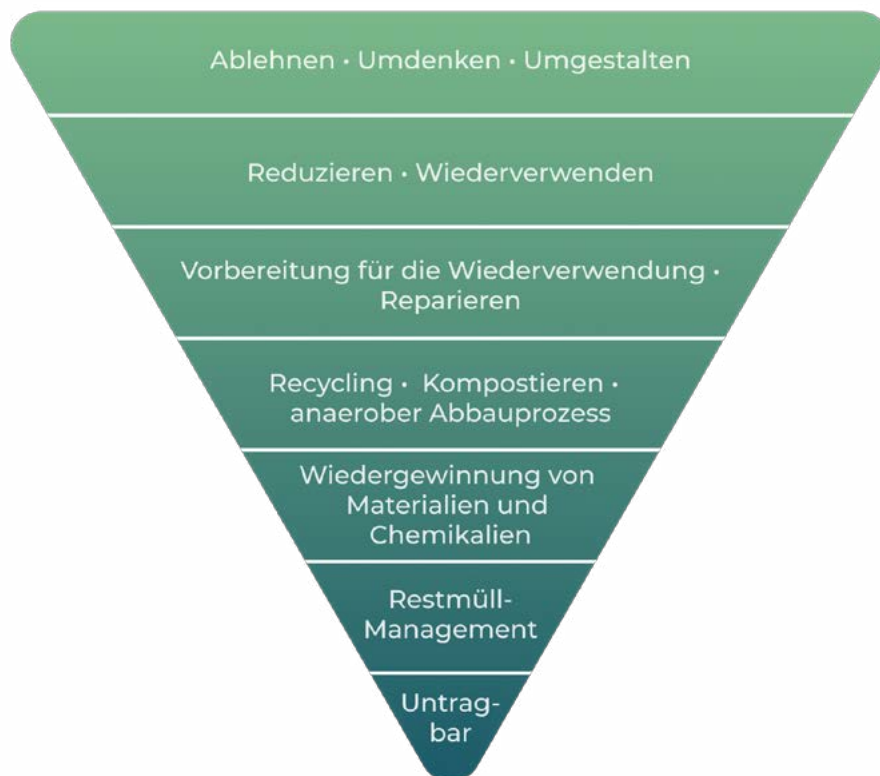 Ablehnen • Umdenken • Umgestalten
Reduzieren • Wiederverwenden
Vorbereitung für die Wiederverwendung •
Reparieren
Recycling • Kompostieren •
anaerober Abbauprozess
Wiedergewinnung von
Materialien und
Chemikalien
Restmüll-
Management
Untrag-
bar